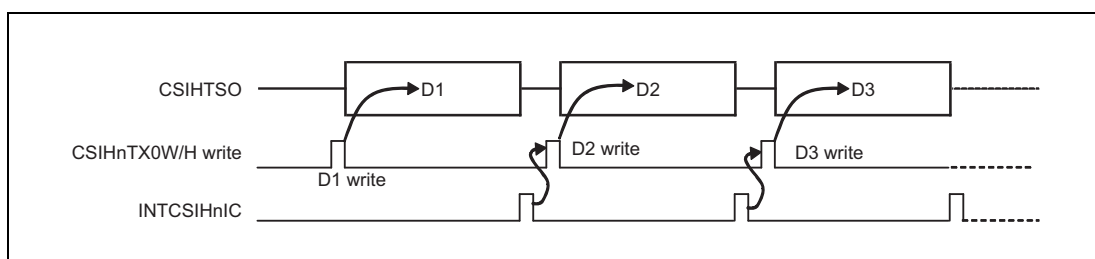 CSIHTSO
D1
D2
D3
CSIHnTX0W/H write
D1 write
D2 write
D3 write
INTCSIHnIC